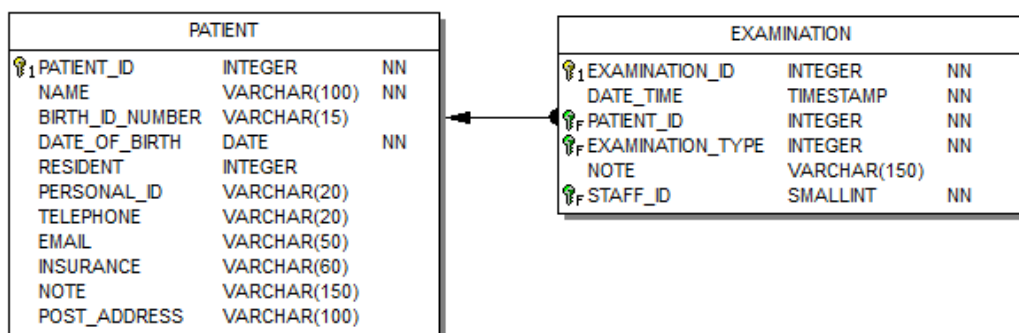 PATIENT
1 PATIENT_ID INTEGER NN
NAME VARCHAR(100) NN
BIRTH_ID_NUMBER VARCHAR(15)
DATE_OF_BIRTH DATE NN
RESIDENT INTEGER
PERSONAL_ID VARCHAR(20)
TELEPHONE VARCHAR(20)
EMAIL VARCHAR(50)
INSURANCE VARCHAR(60)
NOTE VARCHAR(150)
POST_ADDRESS VARCHAR(100)
EXAMINATION
1 EXAMINATION_ID INTEGER NN
DATE_TIME TIMESTAMP NN
F PATIENT_ID INTEGER NN
F EXAMINATION_TYPE INTEGER NN
NOTE VARCHAR(150)
F STAFF_ID SMALLINT NN